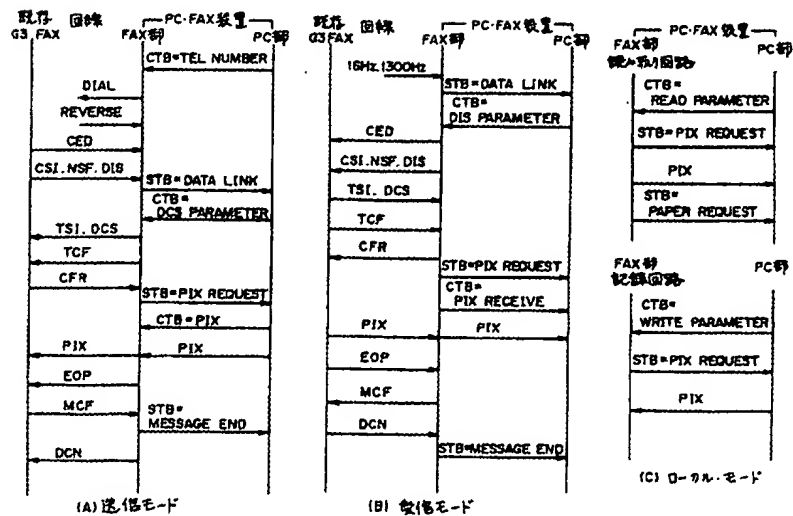 既存 回線
G3 FAX
PC・FAX装置
FAX部
PC部
CTB=TEL NUMBER
DIAL
REVERSE
CED
CSI.NSF.DIS
STB=DATA LINK
CTB=
DCS PARAMETER
TSI. DCS
TCF
CFR
STB=PIX REQUEST
CTB=PIX
PIX
PIX
EOP
MCF
STB=
MESSAGE END
DCN
(A) 送信モード
既存 回線
G3 FAX
PC・FAX装置
FAX部
PC部
16Hz.1300Hz
STB=DATA LINK
CTB=
DIS PARAMETER
CED
CSI.NSF.DIS
TSI. DCS
TCF
CFR
STB=PIX REQUEST
CTB=
PIX RECEIVE
PIX
PIX
EOP
MCF
DCN
STB=MESSAGE END
(B) 受信モード
PC・FAX装置
FAX部
PC部
読み取り回路
CTB=
READ PARAMETER
STB=PIX REQUEST
PIX
STB=
PAPER REQUEST
FAX部
PC部
記録回路
CTB=
WRITE PARAMETER
STB=PIX REQUEST
PIX
(C) ローカル・モード